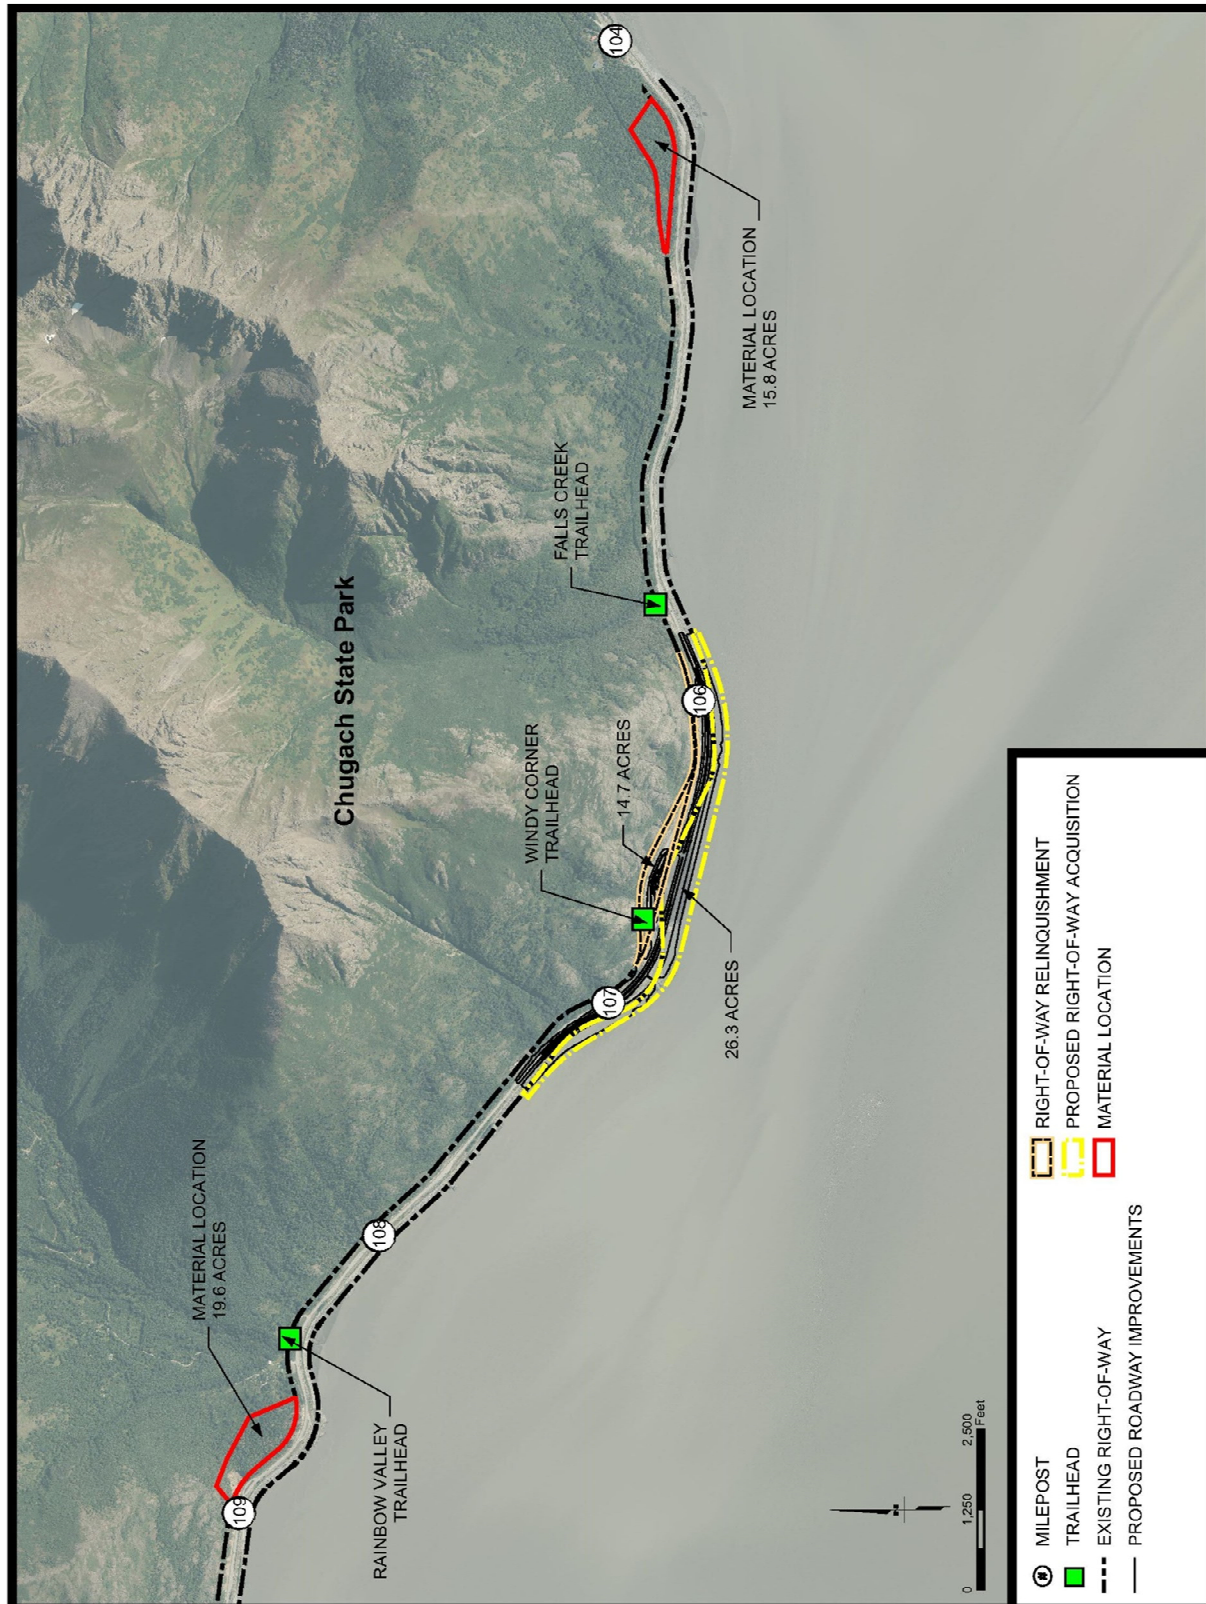 109
MATERIAL LOCATION
19.6 ACRES
RAINBOW VALLEY
TRAILHEAD
108
Chugach State Park
107
WINDY CORNER
TRAILHEAD
14.7 ACRES
26.3 ACRES
106
FALLS CREEK
TRAILHEAD
MATERIAL LOCATION
15.8 ACRES
104
0
1,250
2,500
Feet
# MILEPOST
TRAILHEAD
EXISTING RIGHT-OF-WAY
PROPOSED ROADWAY IMPROVEMENTS
RIGHT-OF-WAY RELINQUISHMENT
PROPOSED RIGHT-OF-WAY ACQUISITION
MATERIAL LOCATION